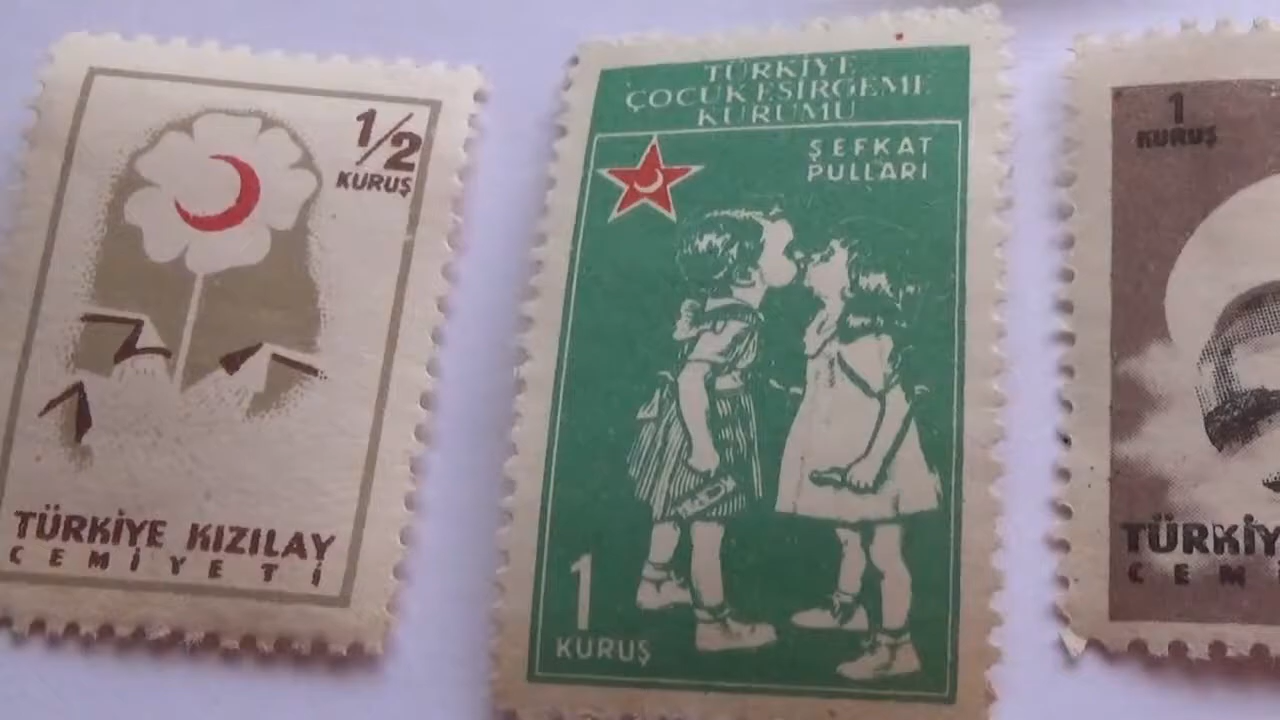 1/2
KURUŞ
TÜRKİYE KIZILAY
CEMİYETİ
TÜRKİYE
ÇOCUK ESİRGEME
KURUMU
ŞEFKAT
PULLARI
1
KURUŞ
1
KURUŞ
TÜRKİY
CEMİ